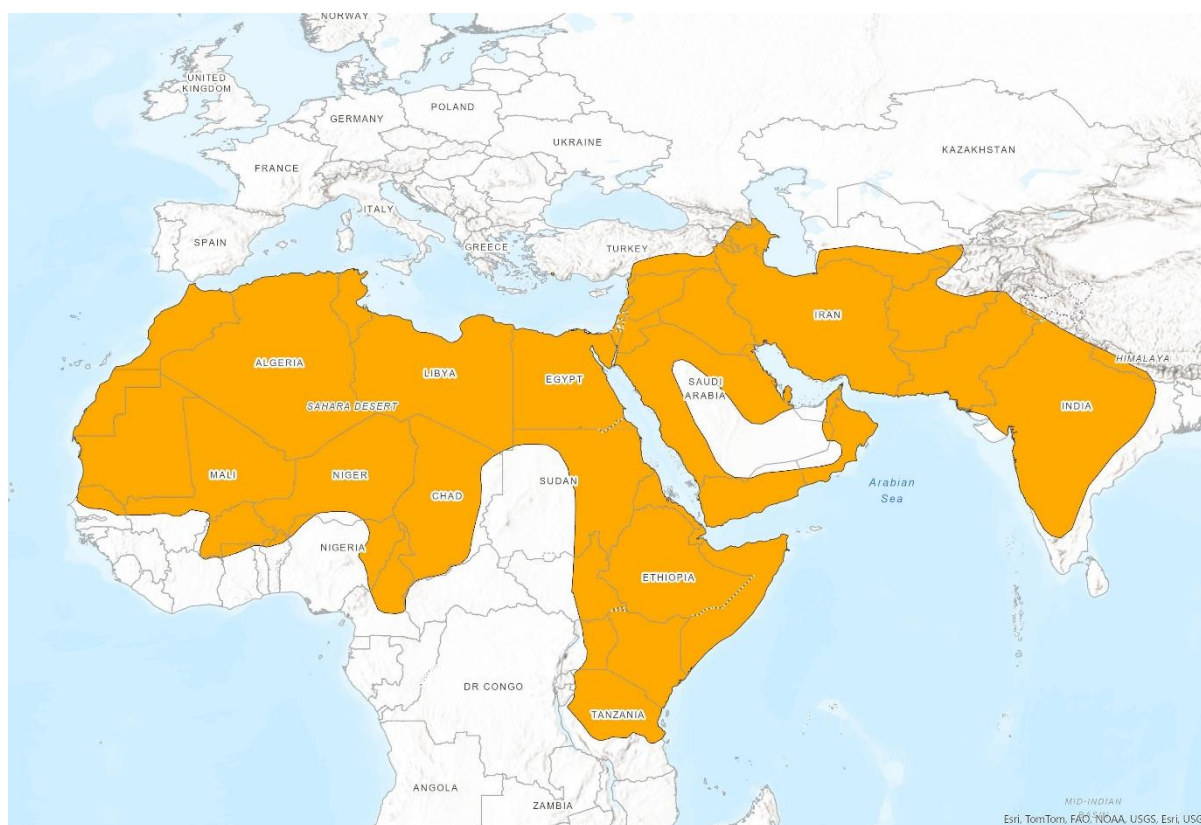 NORWAY
UNITED
KINGDOM
POLAND
GERMANY
UKRAINE
KAZAKHSTAN
FRANCE
ITALY
SPAIN
GREECE
TURKEY
IRAN
ALGERIA
LIBYA
EGYPT
SAUDI
ARABIA
HIMALAYA
SAHARA DESERT
INDIA
MALI
NIGER
CHAD
SUDAN
Arabian
Sea
NIGERIA
ETHIOPIA
DR CONGO
TANZANIA
ANGOLA
ZAMBIA
MID-INDIAN
Esri, TomTom, FAO, NOAA, USGS, Esri, USG